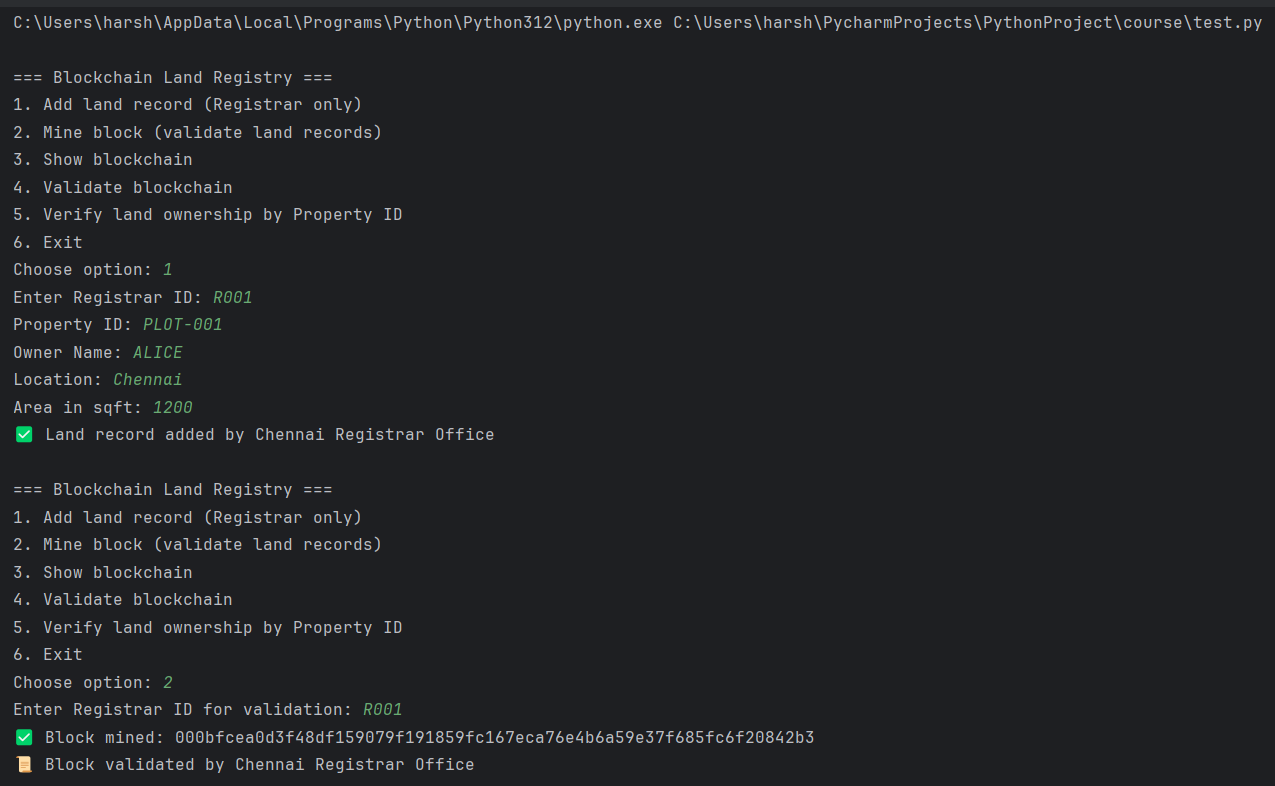 C:\Users\harsh\AppData\Local\Programs\Python\Python312\python.exe C:\Users\harsh\PycharmProjects\PythonProject\course\test.py
=== Blockchain Land Registry ===
1. Add land record (Registrar only)
2. Mine block (validate land records)
3. Show blockchain
4. Validate blockchain
5. Verify land ownership by Property ID
6. Exit
Choose option: 1
Enter Registrar ID: R001
Property ID: PLOT-001
Owner Name: ALICE
Location: Chennai
Area in sqft: 1200
✅ Land record added by Chennai Registrar Office
=== Blockchain Land Registry ===
1. Add land record (Registrar only)
2. Mine block (validate land records)
3. Show blockchain
4. Validate blockchain
5. Verify land ownership by Property ID
6. Exit
Choose option: 2
Enter Registrar ID for validation: R001
✅ Block mined: 000bfcea0d3f48df159079f191859fc167eca76e4b6a59e37f685fc6f20842b3
📜 Block validated by Chennai Registrar Office